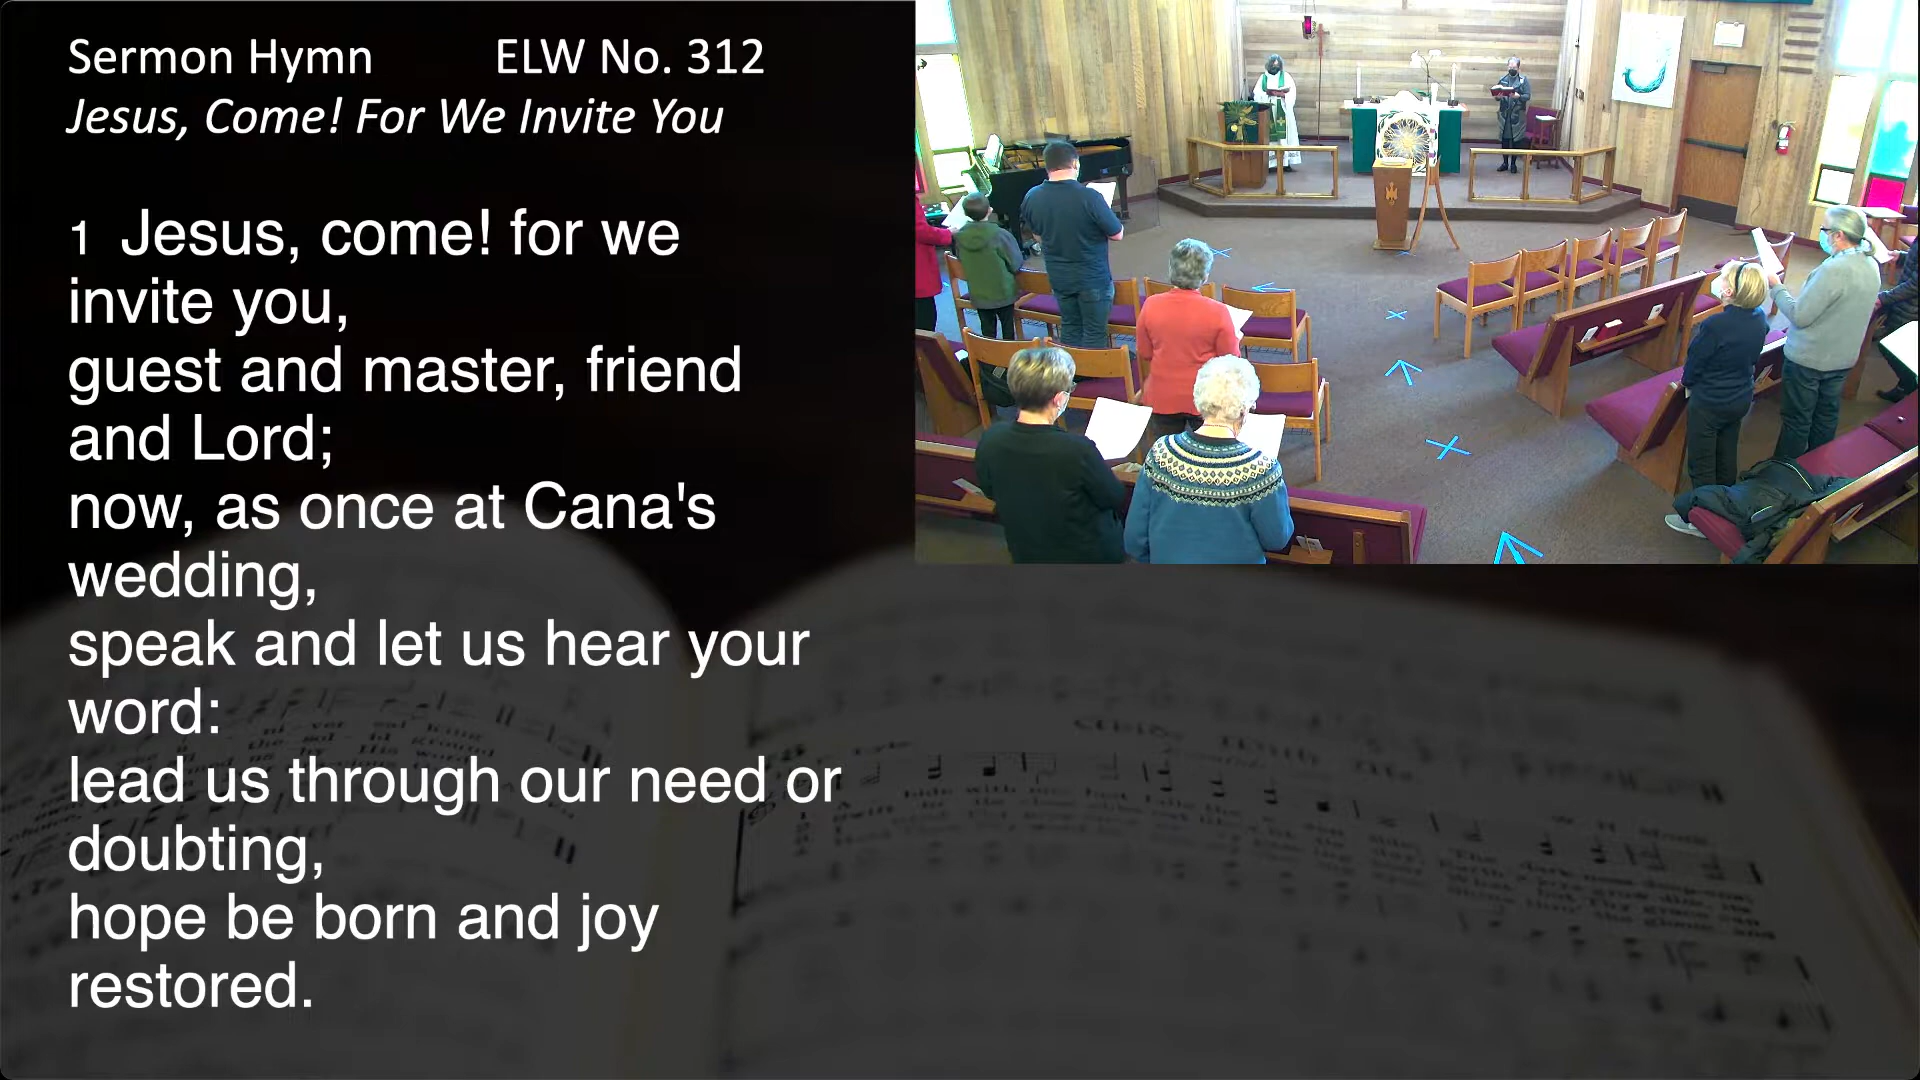 Sermon Hymn ELW No. 312
Jesus, Come! For We Invite You
1 Jesus, come! for we
invite you,
guest and master, friend
and Lord;
now, as once at Cana's
wedding,
speak and let us hear your
word:
lead us through our need or
doubting,
hope be born and joy
restored.